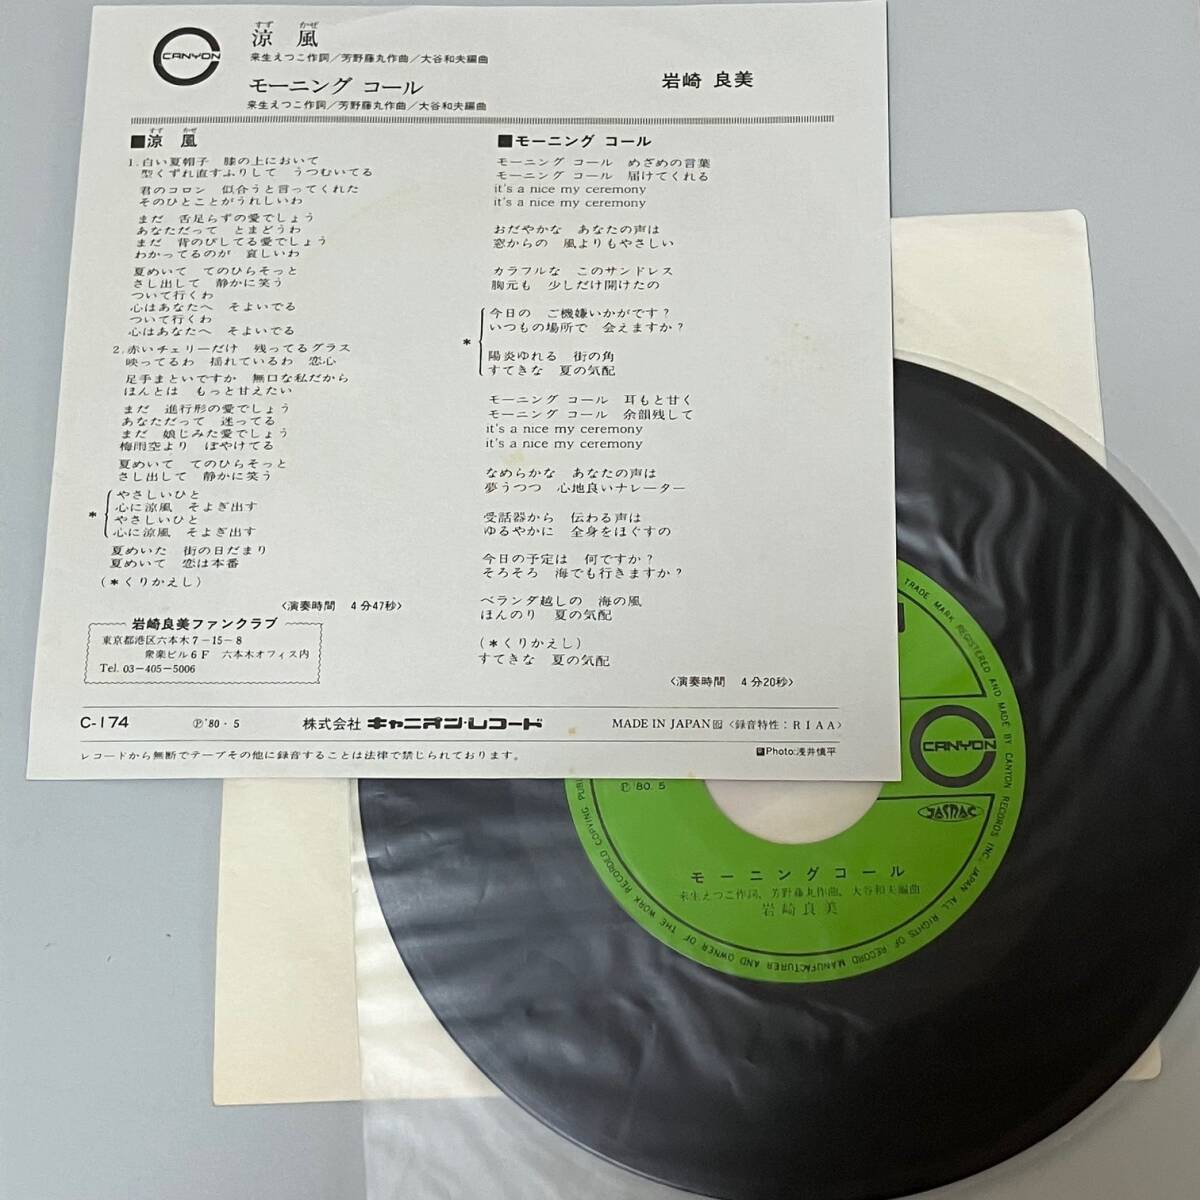 CANYON
すず かぜ
涼 風
来生えつこ作詞／芳野藤丸作曲／大谷和夫編曲
モーニング コール
来生えつこ作詞／芳野藤丸作曲／大谷和夫編曲
岩崎 良美
すず かぜ
■涼 風
1.白い夏帽子 膝の上において
型くずれ直すふりして うつむいてる
君のコロン 似合うと言ってくれた
そのひとことがうれしいわ
まだ 舌足らずの愛でしょう
あなただって とまどうわ
まだ 背のびしてる愛でしょう
わかってるのが 哀しいわ
夏めいて てのひらそっと
さし出して 静かに笑う
ついて行くわ
心はあなたへ そよいでる
ついて行くわ
心はあなたへ そよいでる
2.赤いチェリーだけ 残ってるグラス
映ってるわ 揺れているわ 恋心
足手まといですか 無口な私だから
ほんとは もっと甘えたい
まだ 進行形の愛でしょう
あなただって 迷ってる
まだ 娘じみた愛でしょう
梅雨空より ぼやけてる
夏めいて てのひらそっと
さし出して 静かに笑う
*
やさしいひと
心に涼風 そよぎ出す
やさしいひと
心に涼風 そよぎ出す
夏めいた 街の日だまり
夏めいて 恋は本番
(*くりかえし)
〈演奏時間 4分47秒〉
岩崎良美ファンクラブ
東京都港区六本木7－15－8
衆楽ビル6F 六本木オフィス内
Tel. 03－405－5006
■モーニング コール
モーニング コール めざめの言葉
モーニング コール 届けてくれる
it's a nice my ceremony
it's a nice my ceremony
おだやかな あなたの声は
窓からの 風よりもやさしい
カラフルな このサンドレス
胸元も 少しだけ開けたの
*
今日の ご機嫌いかがです？
いつもの場所で 会えますか？
陽炎ゆれる 街の角
すてきな 夏の気配
モーニング コール 耳もと甘く
モーニング コール 余韻残して
it's a nice my ceremony
it's a nice my ceremony
なめらかな あなたの声は
夢うつつ 心地良いナレーター
受話器から 伝わる声は
ゆるやかに 全身をほぐすの
今日の予定は 何ですか？
そろそろ 海でも行きますか？
ベランダ越しの 海の風
ほんのり 夏の気配
(*くりかえし)
すてきな 夏の気配
〈演奏時間 4分20秒〉
C-174
Ⓟ'80・5
株式会社 キャニオン・レコード
MADE IN JAPAN 〈録音特性：RIAA〉
レコードから無断でテープその他に録音することは法律で禁じられております。
Photo:浅井慎平
CANYON
JASRAC
Ⓟ'80.5
モーニングコール
来生えつこ作詞、芳野藤丸作曲、大谷和夫編曲
岩崎良美
TRADE MARK REGISTERED AND MADE BY CANYON RECORDS INC. JAPAN ALL RIGHTS OF RECORD MANUFACTURER AND OWNER OF THE WORK RECORDED COPYING PUBL